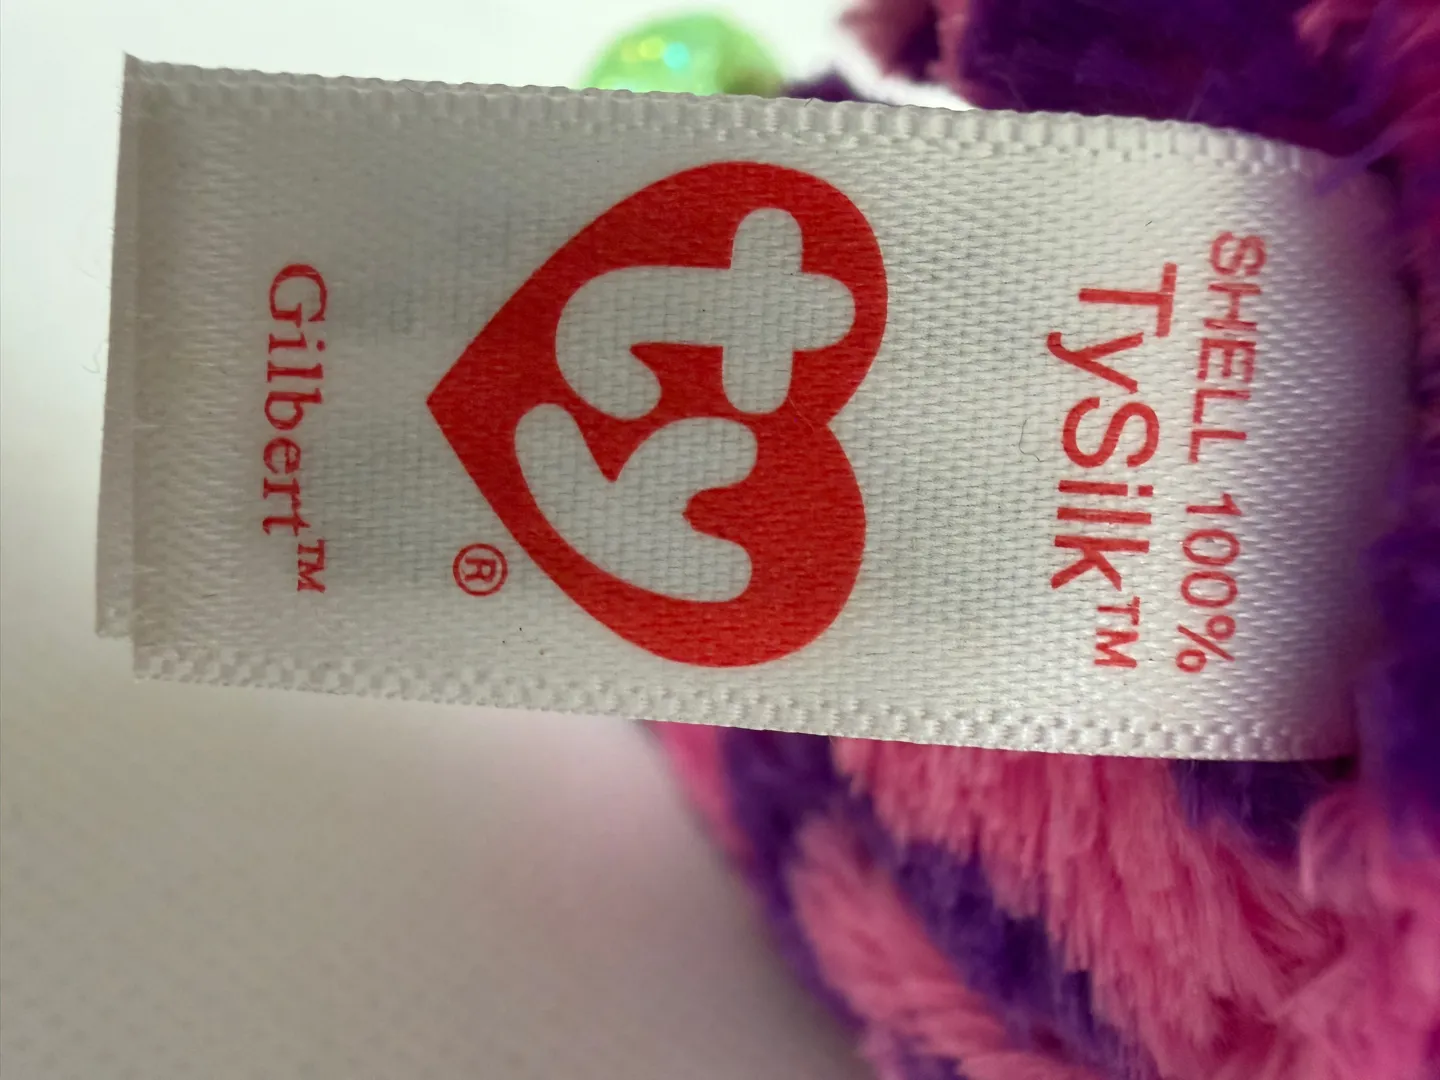 SHELL 100%
TySilk™
ty
®
Gilbert™